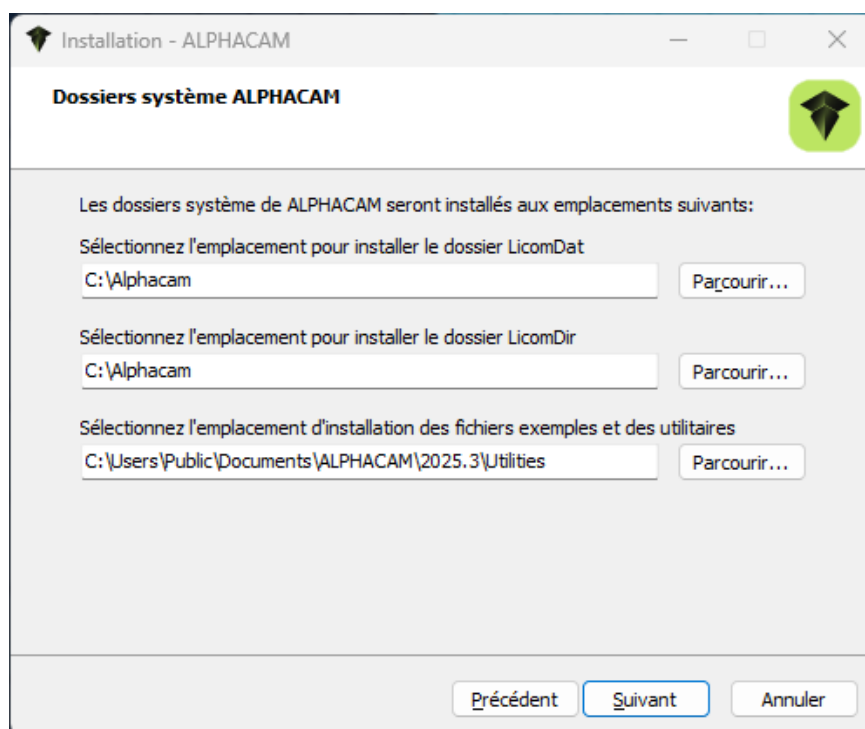 Installation - ALPHACAM
Dossiers système ALPHACAM
Les dossiers système de ALPHACAM seront installés aux emplacements suivants:
Sélectionnez l'emplacement pour installer le dossier LicomDat
C:\Alphacam
Parcourir...
Sélectionnez l'emplacement pour installer le dossier LicomDir
C:\Alphacam
Parcourir...
Sélectionnez l'emplacement d'installation des fichiers exemples et des utilitaires
C:\Users\Public\Documents\ALPHACAM\2025.3\Utilities
Parcourir...
Précédent
Suivant
Annuler